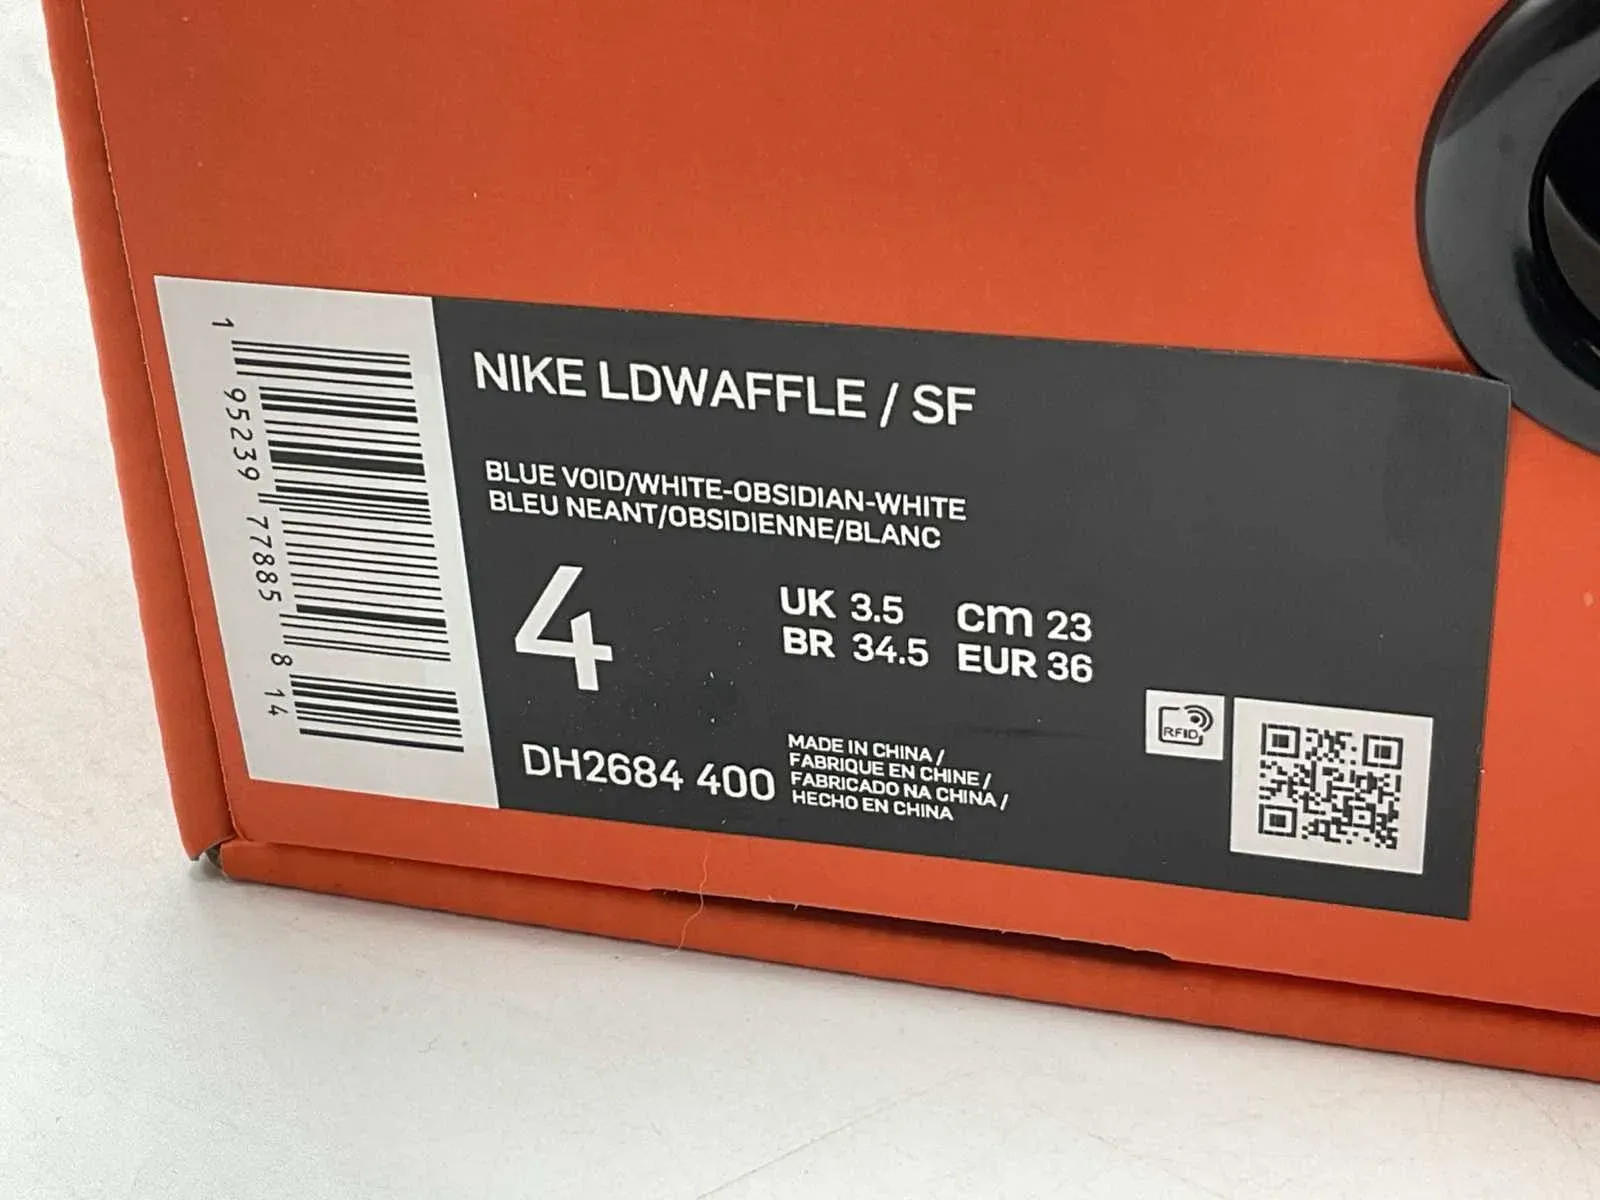 NIKE LDWAFFLE / SF
BLUE VOID/WHITE-OBSIDIAN-WHITE
BLEU NEANT/OBSIDIENNE/BLANC
4
UK 3.5 cm 23
BR 34.5 EUR 36
DH2684 400
MADE IN CHINA /
FABRIQUE EN CHINE /
FABRICADO NA CHINA /
HECHO EN CHINA
RFID
1 95239 77885 8 14